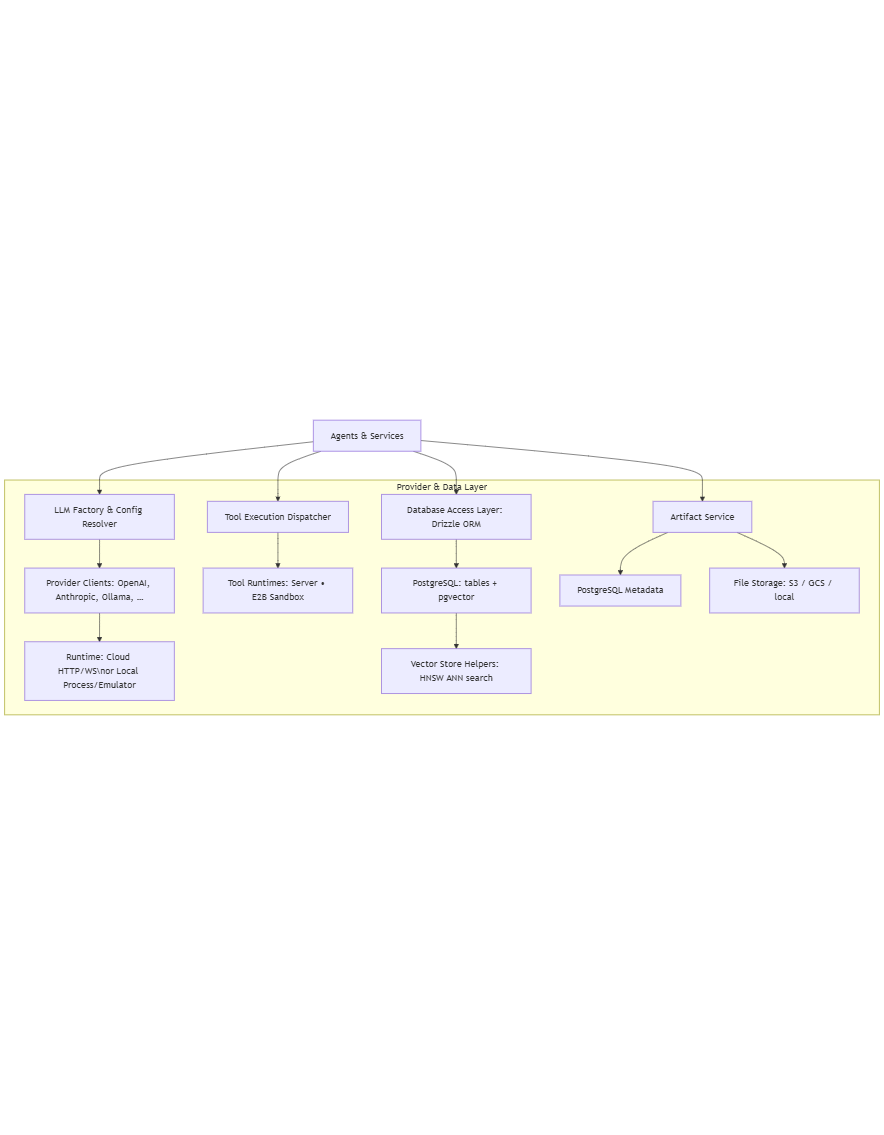 Agents & Services
Provider & Data Layer
LLM Factory & Config
Resolver
Tool Execution Dispatcher
Database Access Layer:
Drizzle ORM
Artifact Service
Provider Clients: OpenAI,
Anthropic, Ollama, …
Tool Runtimes: Server •
E2B Sandbox
PostgreSQL: tables +
pgvector
PostgreSQL Metadata
File Storage: S3 / GCS /
local
Runtime: Cloud
HTTP/WS\nor Local
Process/Emulator
Vector Store Helpers:
HNSW ANN search